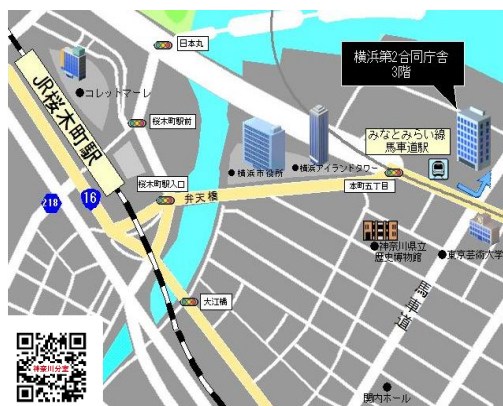 日本丸
横浜第2合同庁舎
3階
JR桜木町駅
コレットマーレ
桜木町駅前
みなとみらい線
馬車道駅
横浜市役所
横浜アイランドタワー
本町五丁目
桜木町駅入口
弁天橋
218
16
神奈川県立
歴史博物館
東京芸術大学
大江橋
馬車道
神奈川分室
関内ホール